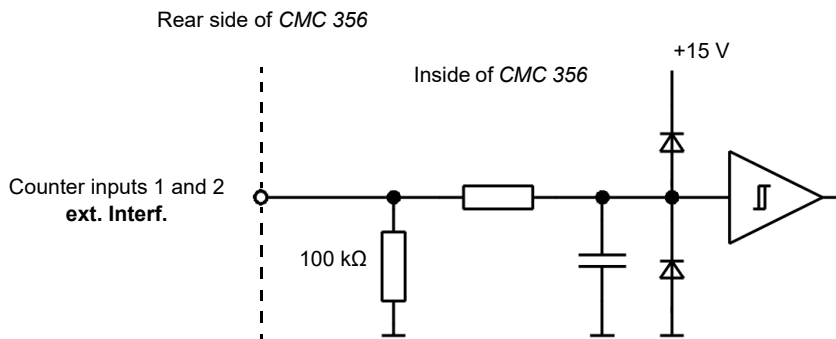 Rear side of CMC 356
+15 V
Inside of CMC 356
Counter inputs 1 and 2
ext. Interf.
100 kΩ